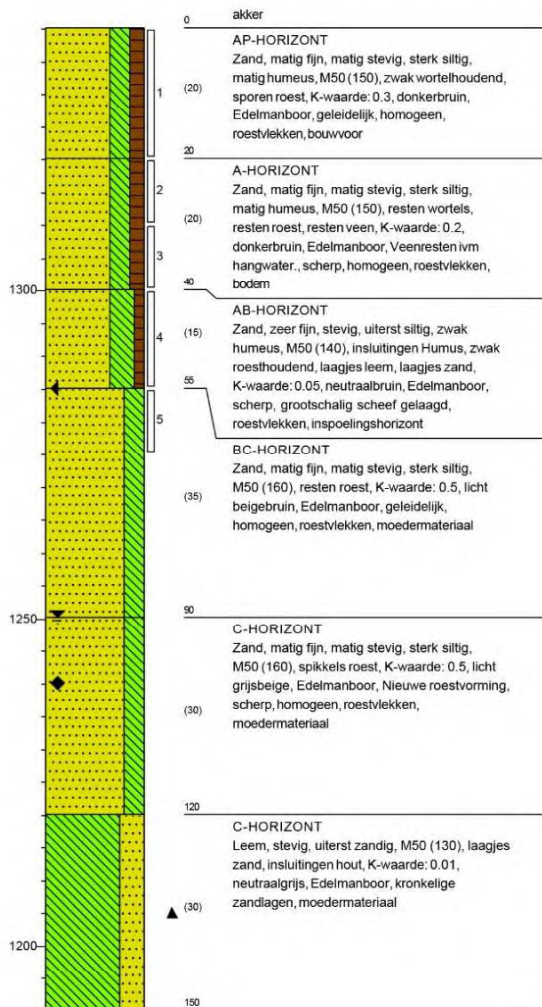 0
akker
AP-HORIZONT
Zand, matig fijn, matig stevig, sterk siltig,
matig humeus, M50 (150), zwak wortelhoudend,
sporen roest, K-waarde: 0.3, donkerbruin,
Edelmanboor, geleidelijk, homogeen,
roestvlekken, bouwvoor
1
(20)
20
A-HORIZONT
Zand, matig fijn, matig stevig, sterk siltig,
matig humeus, M50 (150), resten wortels,
resten roest, resten veen, K-waarde: 0.2,
donkerbruin, Edelmanboor, Veenresten ivm
hangwater., scherp, homogeen, roestvlekken,
bodem
2
(20)
3
1300
40
AB-HORIZONT
Zand, zeer fijn, stevig, uiterst siltig, zwak
humeus, M50 (140), insluitingen Humus, zwak
roesthoudend, laagjes leem, laagjes zand,
K-waarde: 0.05, neutraalbruin, Edelmanboor,
scherp, grootschalig scheef gelaagd,
roestvlekken, inspoelingshorizont
4
(15)
55
5
BC-HORIZONT
Zand, matig fijn, matig stevig, sterk siltig,
M50 (160), resten roest, K-waarde: 0.5, licht
beigebruin, Edelmanboor, geleidelijk,
homogeen, roestvlekken, moedermateriaal
(35)
1250
90
C-HORIZONT
Zand, matig fijn, matig stevig, sterk siltig,
M50 (160), spikkels roest, K-waarde: 0.5, licht
grijsbeige, Edelmanboor, Nieuwe roestvorming,
scherp, homogeen, roestvlekken,
moedermateriaal
(30)
120
C-HORIZONT
Leem, stevig, uiterst zandig, M50 (130), laagjes
zand, insluitingen hout, K-waarde: 0.01,
neutraalgrijs, Edelmanboor, kronkelige
zandlagen, moedermateriaal
(30)
1200
150